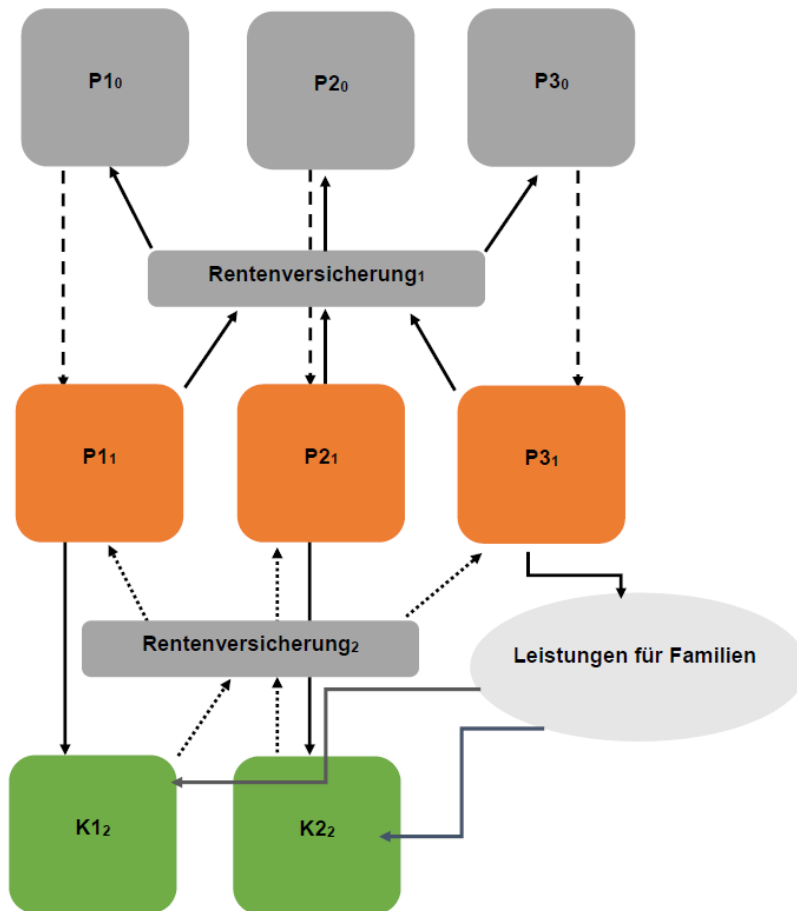 P1₀
P2₀
P3₀
Rentenversicherung₁
P1₁
P2₁
P3₁
Rentenversicherung₂
Leistungen für Familien
K1₂
K2₂